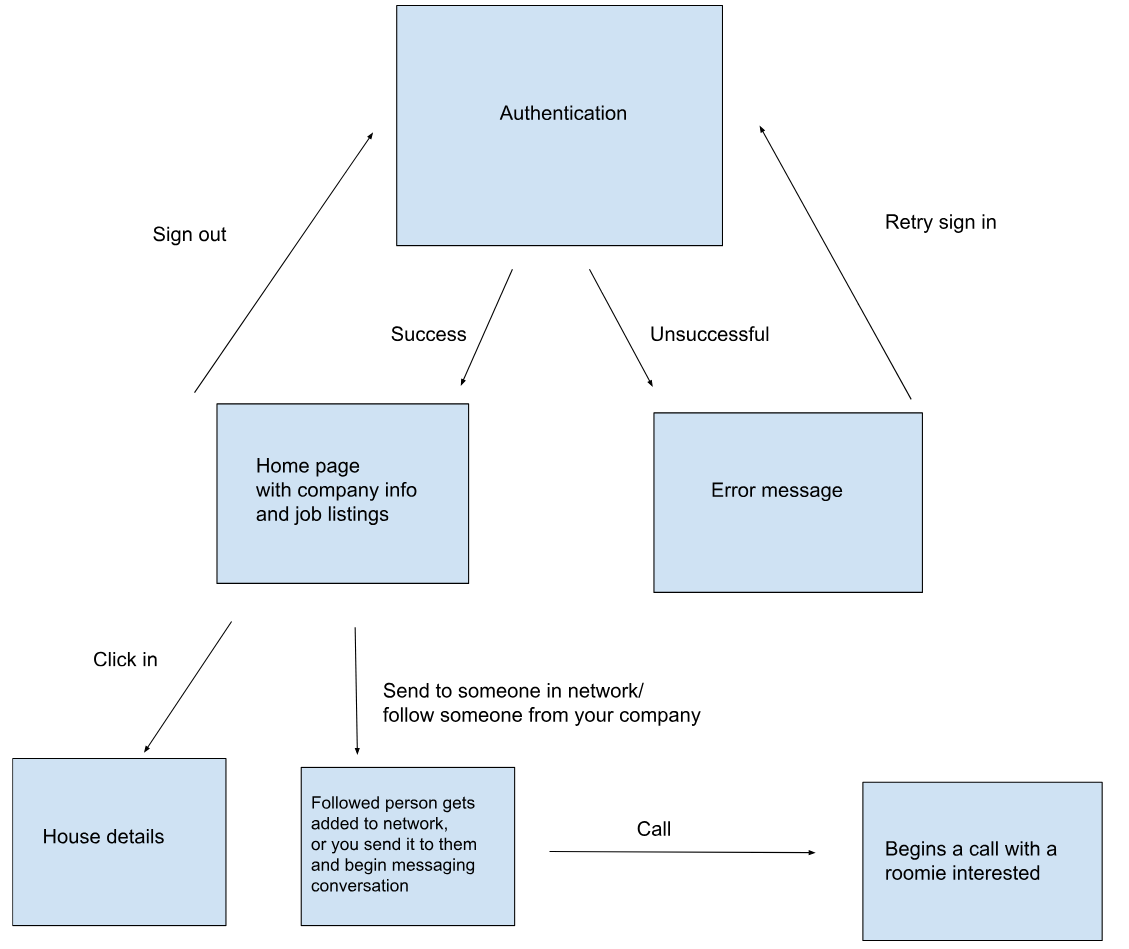 Authentication
Sign out
Retry sign in
Success
Unsuccessful
Home page
with company info
and job listings
Error message
Click in
Send to someone in network/
follow someone from your company
House details
Followed person gets
added to network,
or you send it to them
and begin messaging
conversation
Call
Begins a call with a
roomie interested